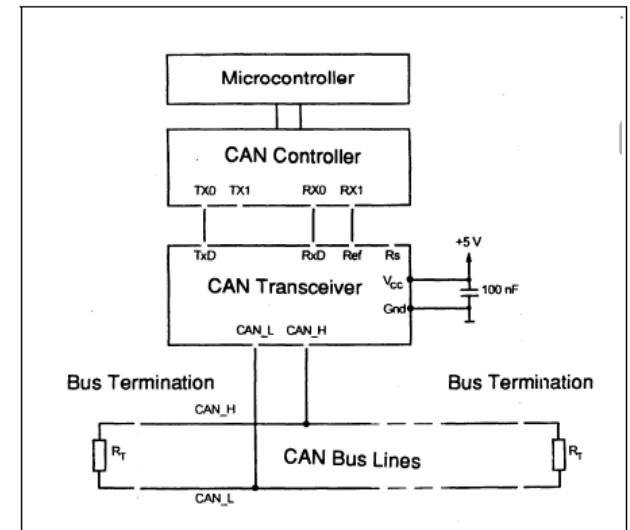 Microcontroller
CAN Controller
TX0 TX1 RX0 RX1
TxD RxD Ref Rs
+5 V
CAN Transceiver
Vcc
100 nF
Gnd
CAN_L CAN_H
Bus Termination
Bus Termination
CAN_H
RT
CAN Bus Lines
RT
CAN_L